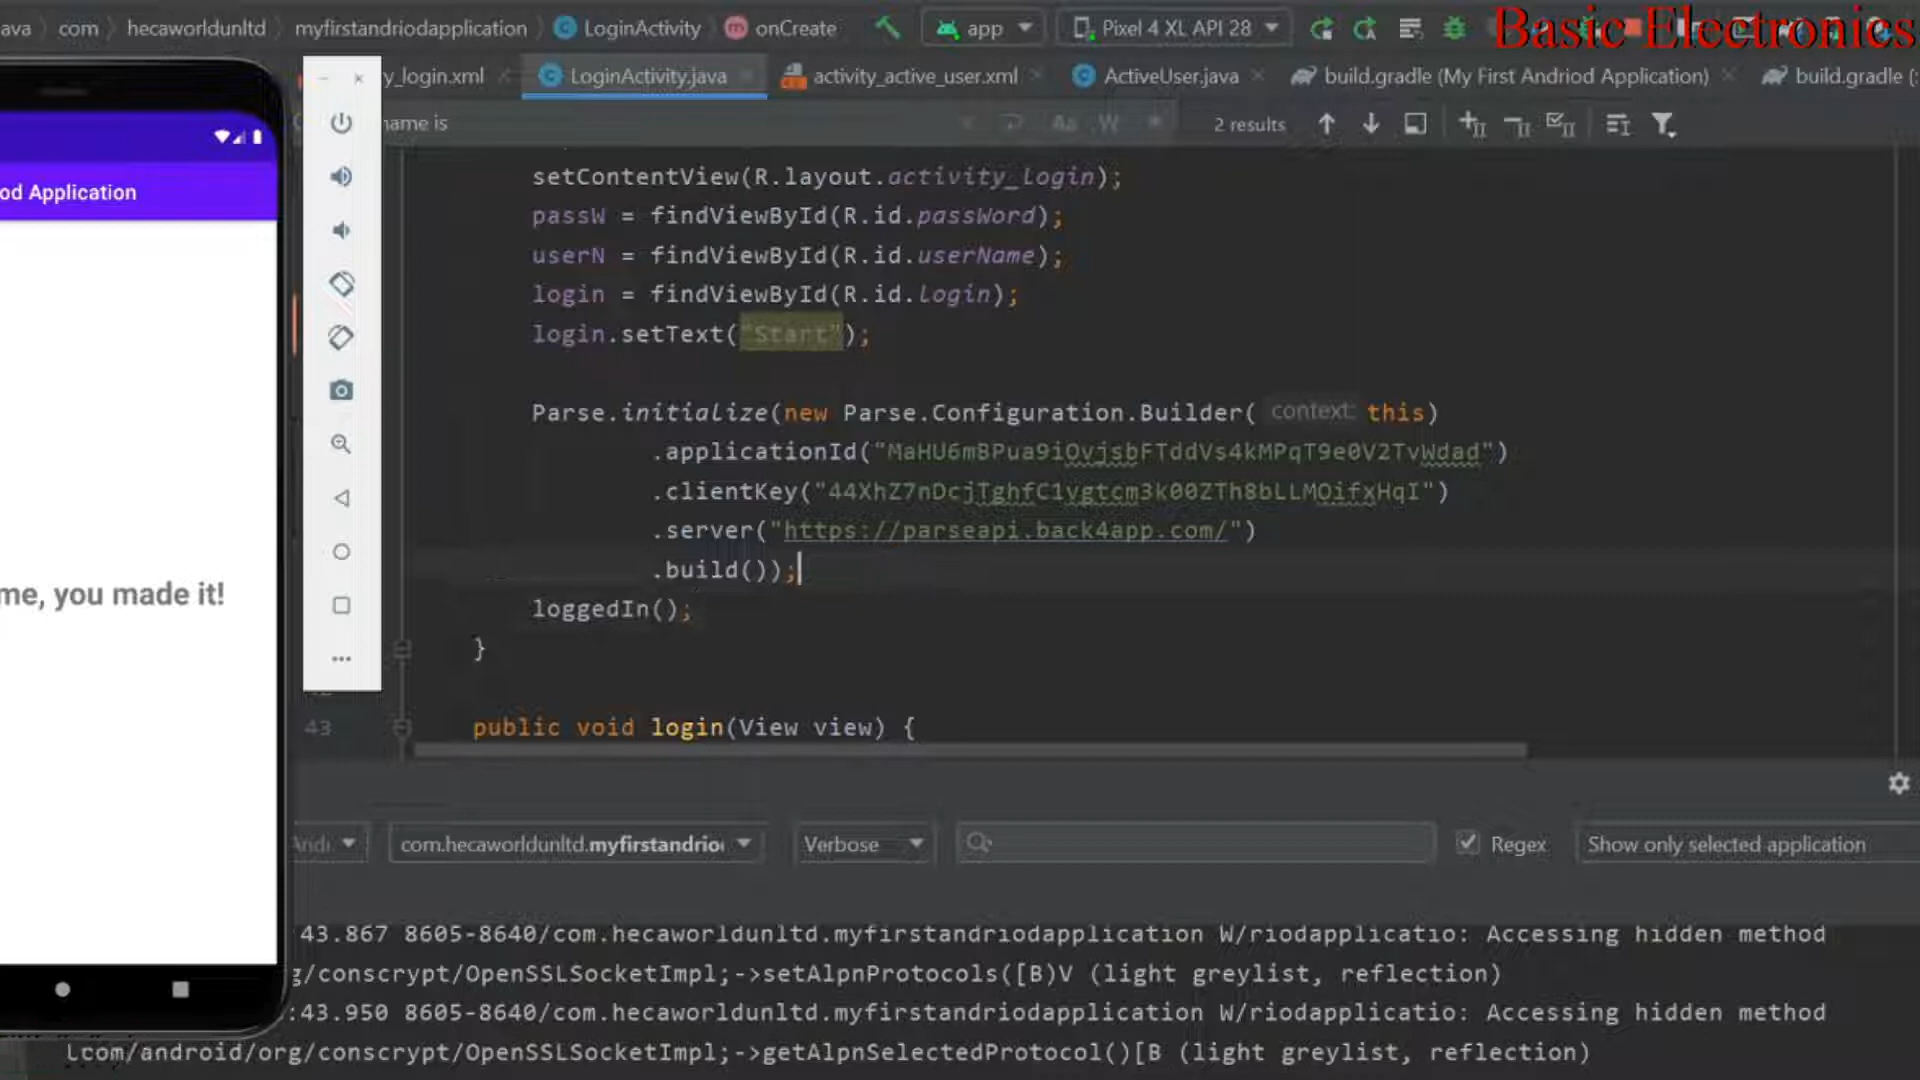 ava com hecaworldunltd myfirstandriodapplication LoginActivity onCreate app Pixel 4 XL API 28
Basic Electronics
y_login.xml LoginActivity.java activity_active_user.xml ActiveUser.java build.gradle (My First Andriod Application) build.gradle (:
name is Aa W 2 results
od Application
setContentView(R.layout.activity_login);
passW = findViewById(R.id.passWord);
userN = findViewById(R.id.userName);
login = findViewById(R.id.Login);
login.setText("Start");
Parse.initialize(new Parse.Configuration.Builder( context: this)
.applicationId("MaHU6mBPua9iOvjsbFTddVs4kMPqT9e0V2TvWdad")
.clientKey("44XhZ7nDcjTghfC1vgtcm3k00ZTh8bLLMOifxHqI")
.server("https://parseapi.back4app.com/")
.build());
me, you made it!
loggedIn();
}
43 public void login(View view) {
Andi com.hecaworldunltd.myfirstandrio Verbose Regex Show only selected application
:43.867 8605-8640/com.hecaworldunltd.myfirstandriodapplication W/riodapplicatio: Accessing hidden method
g/conscrypt/OpenSSLSocketImpl;->setAlpnProtocols([B)V (light greylist, reflection)
:43.950 8605-8640/com.hecaworldunltd.myfirstandriodapplication W/riodapplicatio: Accessing hidden method
Lcom/android/org/conscrypt/OpenSSLSocketImpl;->getAlpnSelectedProtocol()[B (light greylist, reflection)